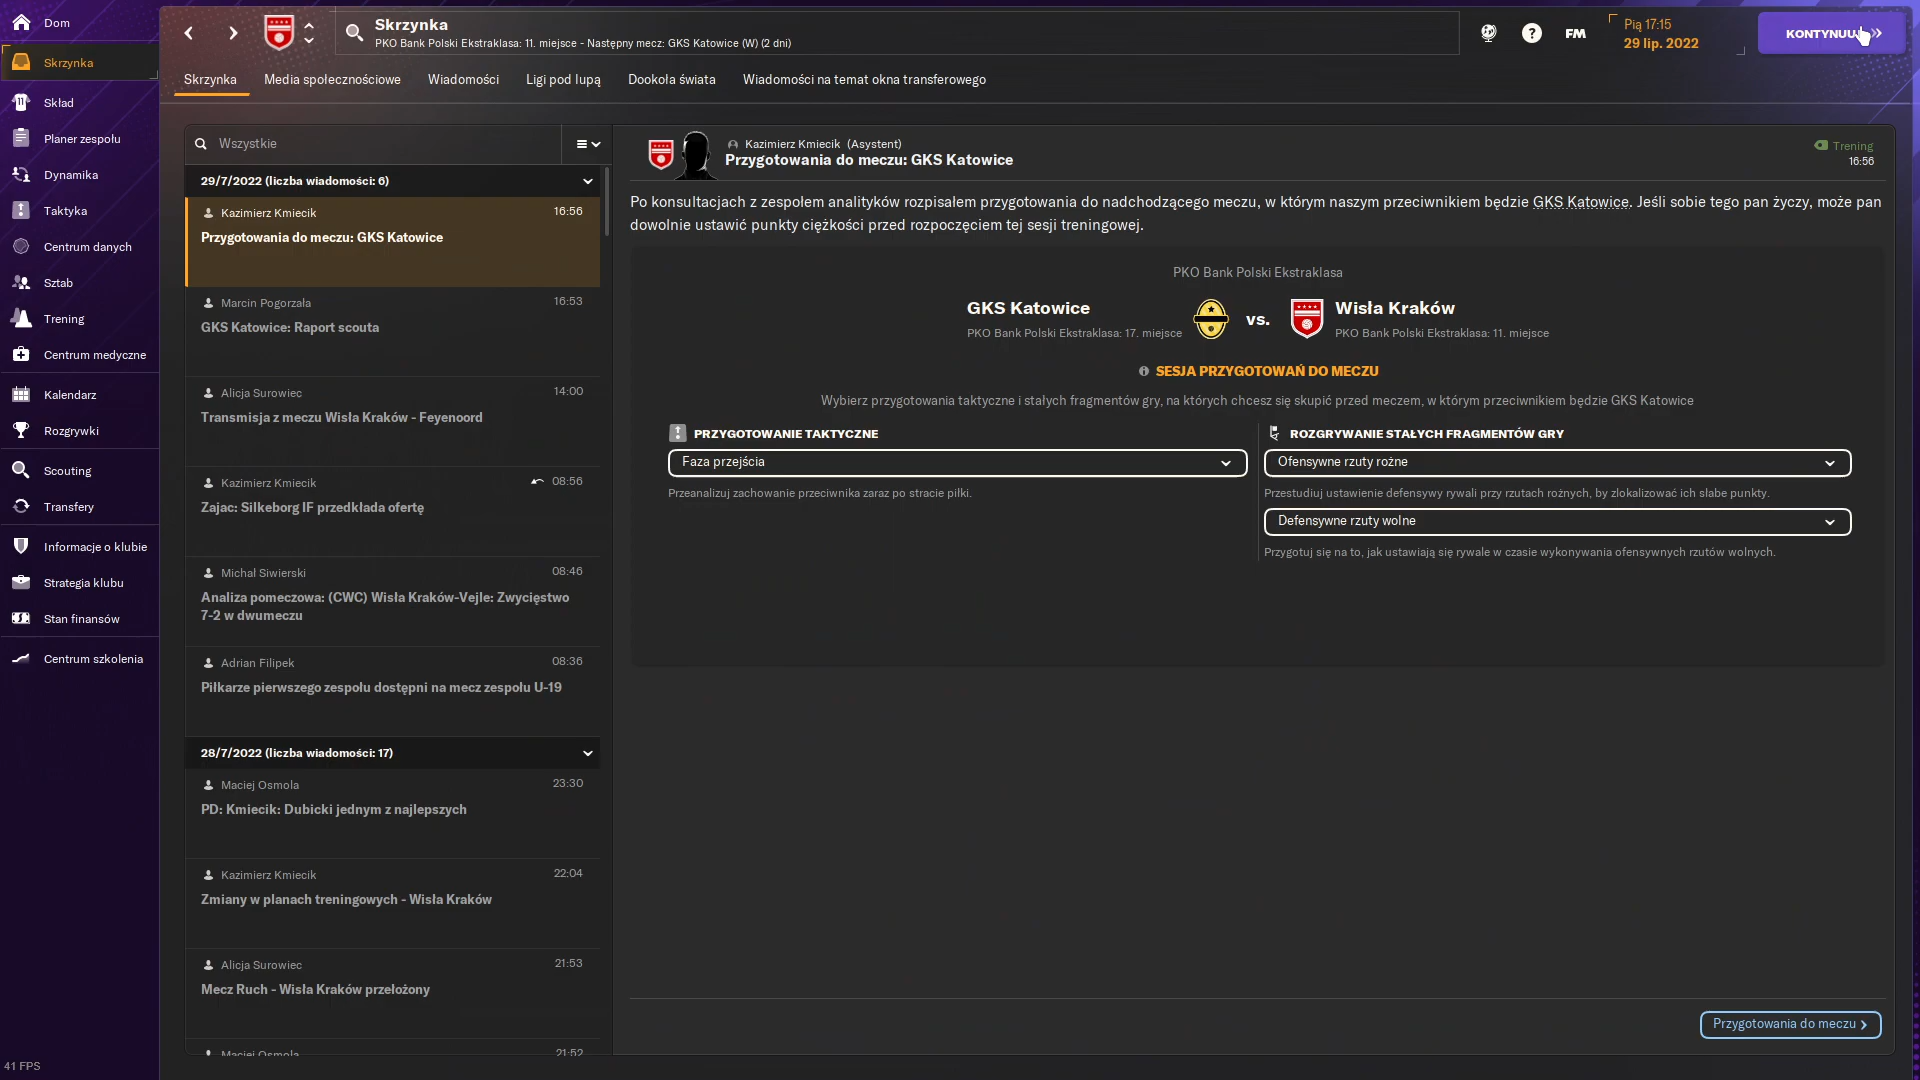 Dom
Skrzynka
Skład
Planer zespołu
Dynamika
Taktyka
Centrum danych
Sztab
Trening
Centrum medyczne
Kalendarz
Rozgrywki
Scouting
Transfery
Informacje o klubie
Strategia klubu
Stan finansów
Centrum szkolenia
41 FPS
Skrzynka
PKO Bank Polski Ekstraklasa: 11. miejsce - Następny mecz: GKS Katowice (W) (2 dni)
FM
Pią 17:15
29 lip. 2022
KONTYNUUJ
Skrzynka Media społecznościowe Wiadomości Ligi pod lupą Dookoła świata Wiadomości na temat okna transferowego
Wszystkie
29/7/2022 (liczba wiadomości: 6)
Kazimierz Kmiecik 16:56
Przygotowania do meczu: GKS Katowice
Marcin Pogorzała 16:53
GKS Katowice: Raport scouta
Alicja Surowiec 14:00
Transmisja z meczu Wisła Kraków - Feyenoord
Kazimierz Kmiecik 08:56
Zajac: Silkeborg IF przedkłada ofertę
Michał Siwierski 08:46
Analiza pomeczowa: (CWC) Wisła Kraków-Vejle: Zwycięstwo
7-2 w dwumeczu
Adrian Filipek 08:36
Piłkarze pierwszego zespołu dostępni na mecz zespołu U-19
28/7/2022 (liczba wiadomości: 17)
Maciej Osmola 23:30
PD: Kmiecik: Dubicki jednym z najlepszych
Kazimierz Kmiecik 22:04
Zmiany w planach treningowych - Wisła Kraków
Alicja Surowiec 21:53
Mecz Ruch - Wisła Kraków przełożony
Maciej Osmola 21:52
Kazimierz Kmiecik (Asystent)
Przygotowania do meczu: GKS Katowice
Trening
16:56
Po konsultacjach z zespołem analityków rozpisałem przygotowania do nadchodzącego meczu, w którym naszym przeciwnikiem będzie GKS Katowice. Jeśli sobie tego pan życzy, może pan
dowolnie ustawić punkty ciężkości przed rozpoczęciem tej sesji treningowej.
PKO Bank Polski Ekstraklasa
GKS Katowice vs. Wisła Kraków
PKO Bank Polski Ekstraklasa: 17. miejsce PKO Bank Polski Ekstraklasa: 11. miejsce
SESJA PRZYGOTOWAŃ DO MECZU
Wybierz przygotowania taktyczne i stałych fragmentów gry, na których chcesz się skupić przed meczem, w którym przeciwnikiem będzie GKS Katowice
PRZYGOTOWANIE TAKTYCZNE
Faza przejścia
Przeanalizuj zachowanie przeciwnika zaraz po stracie piłki.
ROZGRYWANIE STAŁYCH FRAGMENTÓW GRY
Ofensywne rzuty rożne
Przestudiuj ustawienie defensywy rywali przy rzutach rożnych, by zlokalizować ich słabe punkty.
Defensywne rzuty wolne
Przygotuj się na to, jak ustawiają się rywale w czasie wykonywania ofensywnych rzutów wolnych.
Przygotowania do meczu